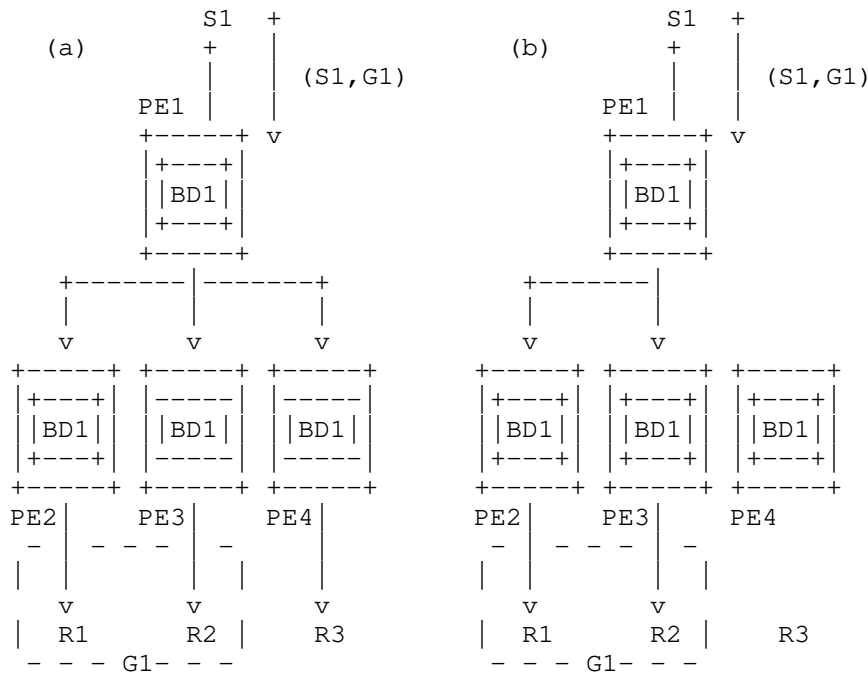 S1 + S1 +
(a) + | (b) + |
| | (S1,G1) | | (S1,G1)
PE1 | | PE1 | |
+-----+ v +-----+ v
|+---+| |+---+|
||BD1|| ||BD1||
|+---+| |+---+|
+-----+ +-----+
+-------|-------+ +-------|
| | | | |
v v v v v
+-----+ +-----+ +-----+ +-----+ +-----+ +-----+
|+---+| |-----| |-----| |+---+| |+---+| |+---+|
||BD1|| ||BD1|| ||BD1|| ||BD1|| ||BD1|| ||BD1||
|+---+| |-----| |-----| |+---+| |+---+| |+---+|
+-----+ +-----+ +-----+ +-----+ +-----+ +-----+
PE2| PE3| PE4| PE2| PE3| PE4
- | - - - | - | - | - - - | -
| | | | | | | | |
v v v v v
| R1 R2 | R3 | R1 R2 | R3
- - - G1- - - - - - G1- - -